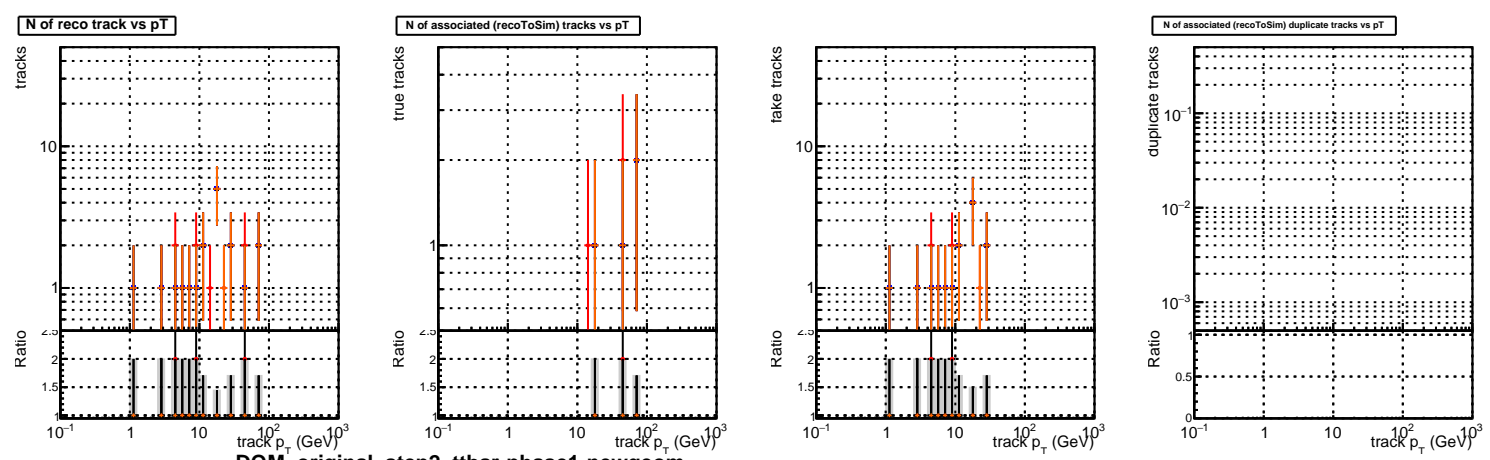 N of reco track vs pT
tracks
10
1
Ratio
2.5
2
1.5
1
10⁻¹ 1 10 10² 10³
track p_T (GeV)
N of associated (recoToSim) tracks vs pT
true tracks
1
Ratio
2.5
2
1.5
1
10⁻¹ 1 10 10² 10³
track p_T (GeV)
fake tracks
10
1
Ratio
2.5
2
1.5
1
10⁻¹ 1 10 10² 10³
track p_T (GeV)
N of associated (recoToSim) duplicate tracks vs pT
duplicate tracks
10⁻¹
10⁻²
10⁻³
Ratio
1
0.5
0
10⁻¹ 1 10 10² 10³
track p_T (GeV)